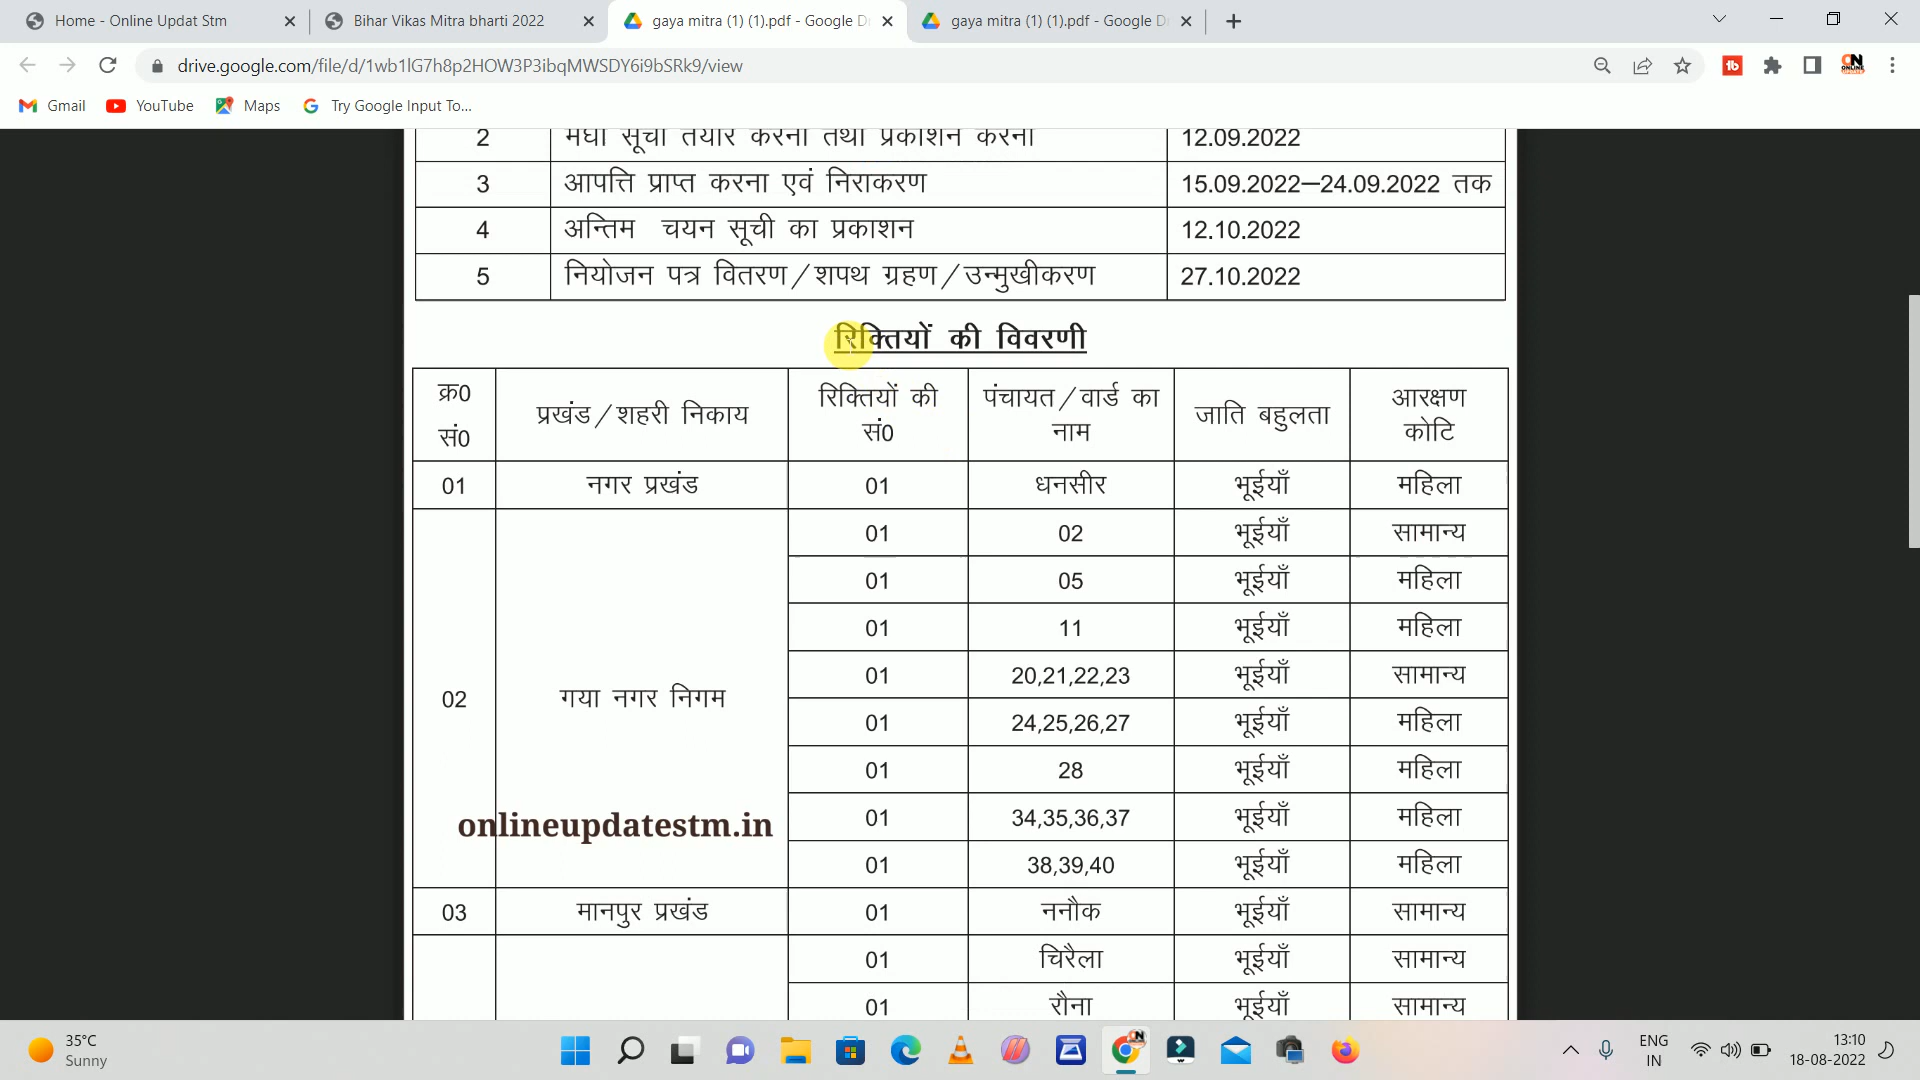 Home - Online Updat Stm
Bihar Vikas Mitra bharti 2022
gaya mitra (1) (1).pdf - Google D
gaya mitra (1) (1).pdf - Google D
drive.google.com/file/d/1wb1lG7h8p2HOW3P3ibqMWSDY6i9bSRk9/view
Gmail YouTube Maps Try Google Input To...
2 मेधा सूची तैयार करना तथा प्रकाशन करना 12.09.2022
3 आपत्ति प्राप्त करना एवं निराकरण 15.09.2022–24.09.2022 तक
4 अन्तिम चयन सूची का प्रकाशन 12.10.2022
5 नियोजन पत्र वितरण/शपथ ग्रहण/उन्मुखीकरण 27.10.2022
रिक्तियों की विवरणी
क्र0 सं0 प्रखंड/शहरी निकाय रिक्तियों की सं0 पंचायत/वार्ड का नाम जाति बहुलता आरक्षण कोटि
01 नगर प्रखंड 01 धनसीर भूईयाँ महिला
01 02 भूईयाँ सामान्य
01 05 भूईयाँ महिला
01 11 भूईयाँ महिला
01 20,21,22,23 भूईयाँ सामान्य
02 गया नगर निगम
01 24,25,26,27 भूईयाँ महिला
01 28 भूईयाँ महिला
01 34,35,36,37 भूईयाँ महिला
onlineupdatestm.in
01 38,39,40 भूईयाँ महिला
03 मानपुर प्रखंड 01 ननौक भूईयाँ सामान्य
01 चिरैला भूईयाँ सामान्य
01 रौना भूईयाँ सामान्य
35°C
Sunny
ENG
IN
13:10
18-08-2022